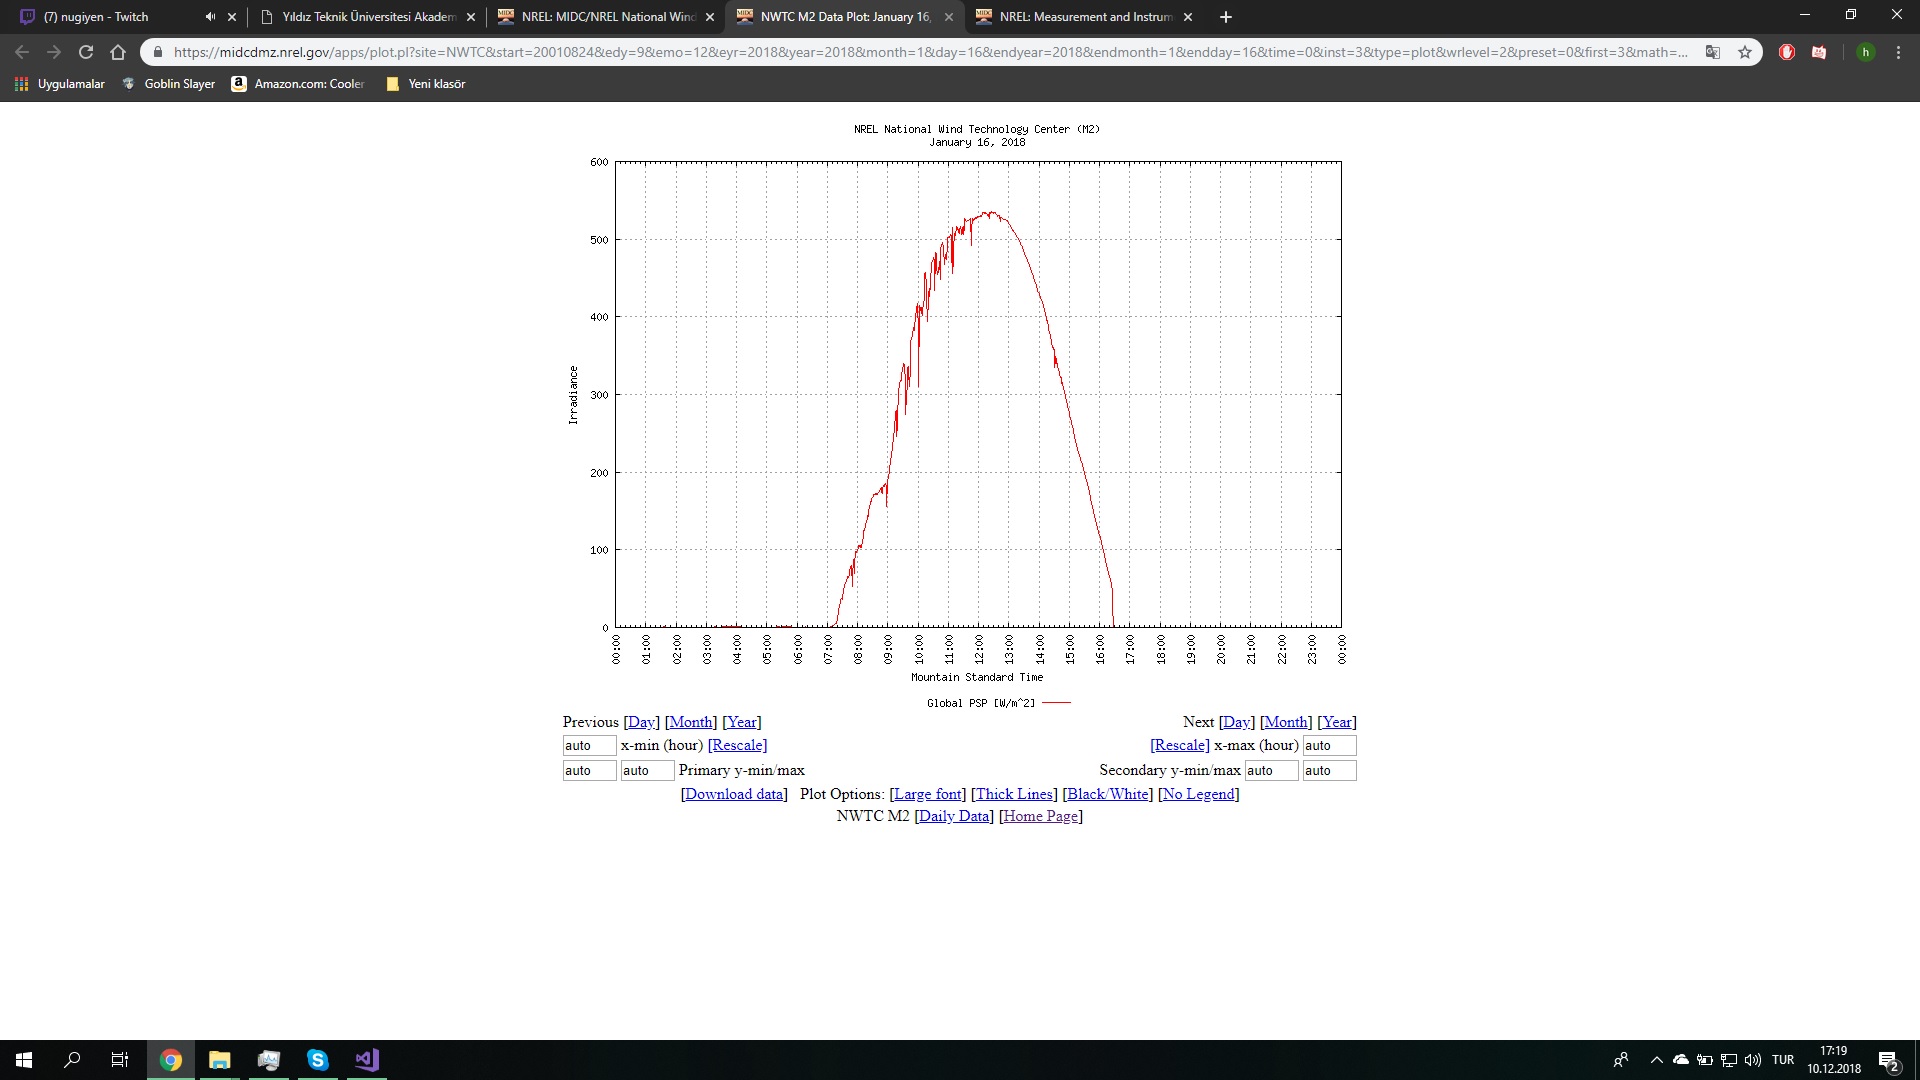 (7) nugiyen - Twitch
Yıldız Teknik Üniversitesi Akadem
NREL: MIDC/NREL National Wind
NWTC M2 Data Plot: January 16,
NREL: Measurement and Instrum
https://midcdmz.nrel.gov/apps/plot.pl?site=NWTC&start=20010824&edy=9&emo=12&eyr=2018&year=2018&month=1&day=16&endyear=2018&endmonth=1&endday=16&time=0&inst=3&type=plot&wrlevel=2&preset=0&first=3&math=...
h
Uygulamalar
Goblin Slayer
a Amazon.com: Cooler
Yeni klasör
NREL National Wind Technology Center (M2)
January 16, 2018
600
500
400
300
200
100
0
Irradiance
00:00 01:00 02:00 03:00 04:00 05:00 06:00 07:00 08:00 09:00 10:00 11:00 12:00 13:00 14:00 15:00 16:00 17:00 18:00 19:00 20:00 21:00 22:00 23:00 00:00
Mountain Standard Time
Global PSP [W/m^2]
Previous [Day] [Month] [Year]
Next [Day] [Month] [Year]
auto x-min (hour) [Rescale]
[Rescale] x-max (hour) auto
auto auto Primary y-min/max
Secondary y-min/max auto auto
[Download data] Plot Options: [Large font] [Thick Lines] [Black/White] [No Legend]
NWTC M2 [Daily Data] [Home Page]
TUR
17:19
10.12.2018
2